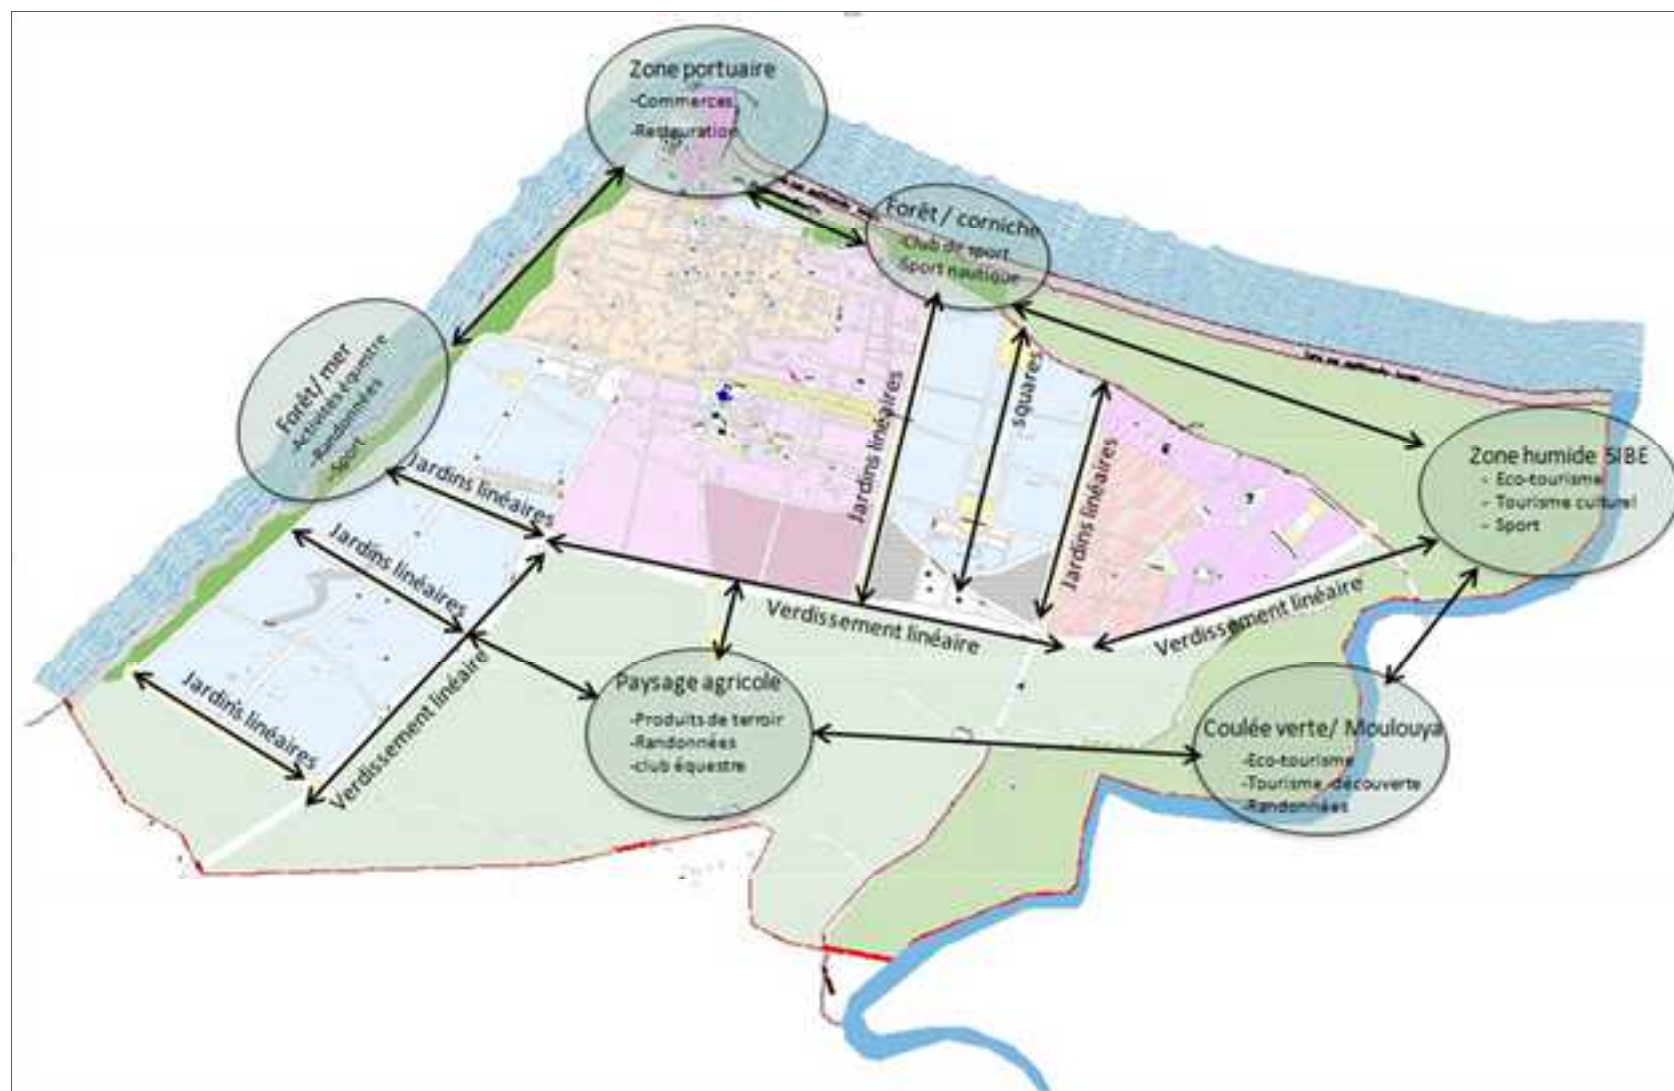 Zone portuaire
-Commerces
-Restauration
Forêt / corniche
-Club de sport
-Sport nautique
Forêt/ mer
-Activités équestre
-Randonnées
-Sport
Jardins linéaires
squares
Jardins linéaires
Zone humide SIBE
- Eco-tourisme
- Tourisme culturel
- Sport
Jardins linéaires
Jardins linéaires
Verdissement linéaire
Verdissement linéaire
Jardins linéaires
Verdissement linéaire
Paysage agricole
-Produits de terroir
-Randonnées
-club équestre
Coulée verte/ Moulouya
-Eco-tourisme
-Tourisme découverte
-Randonnées